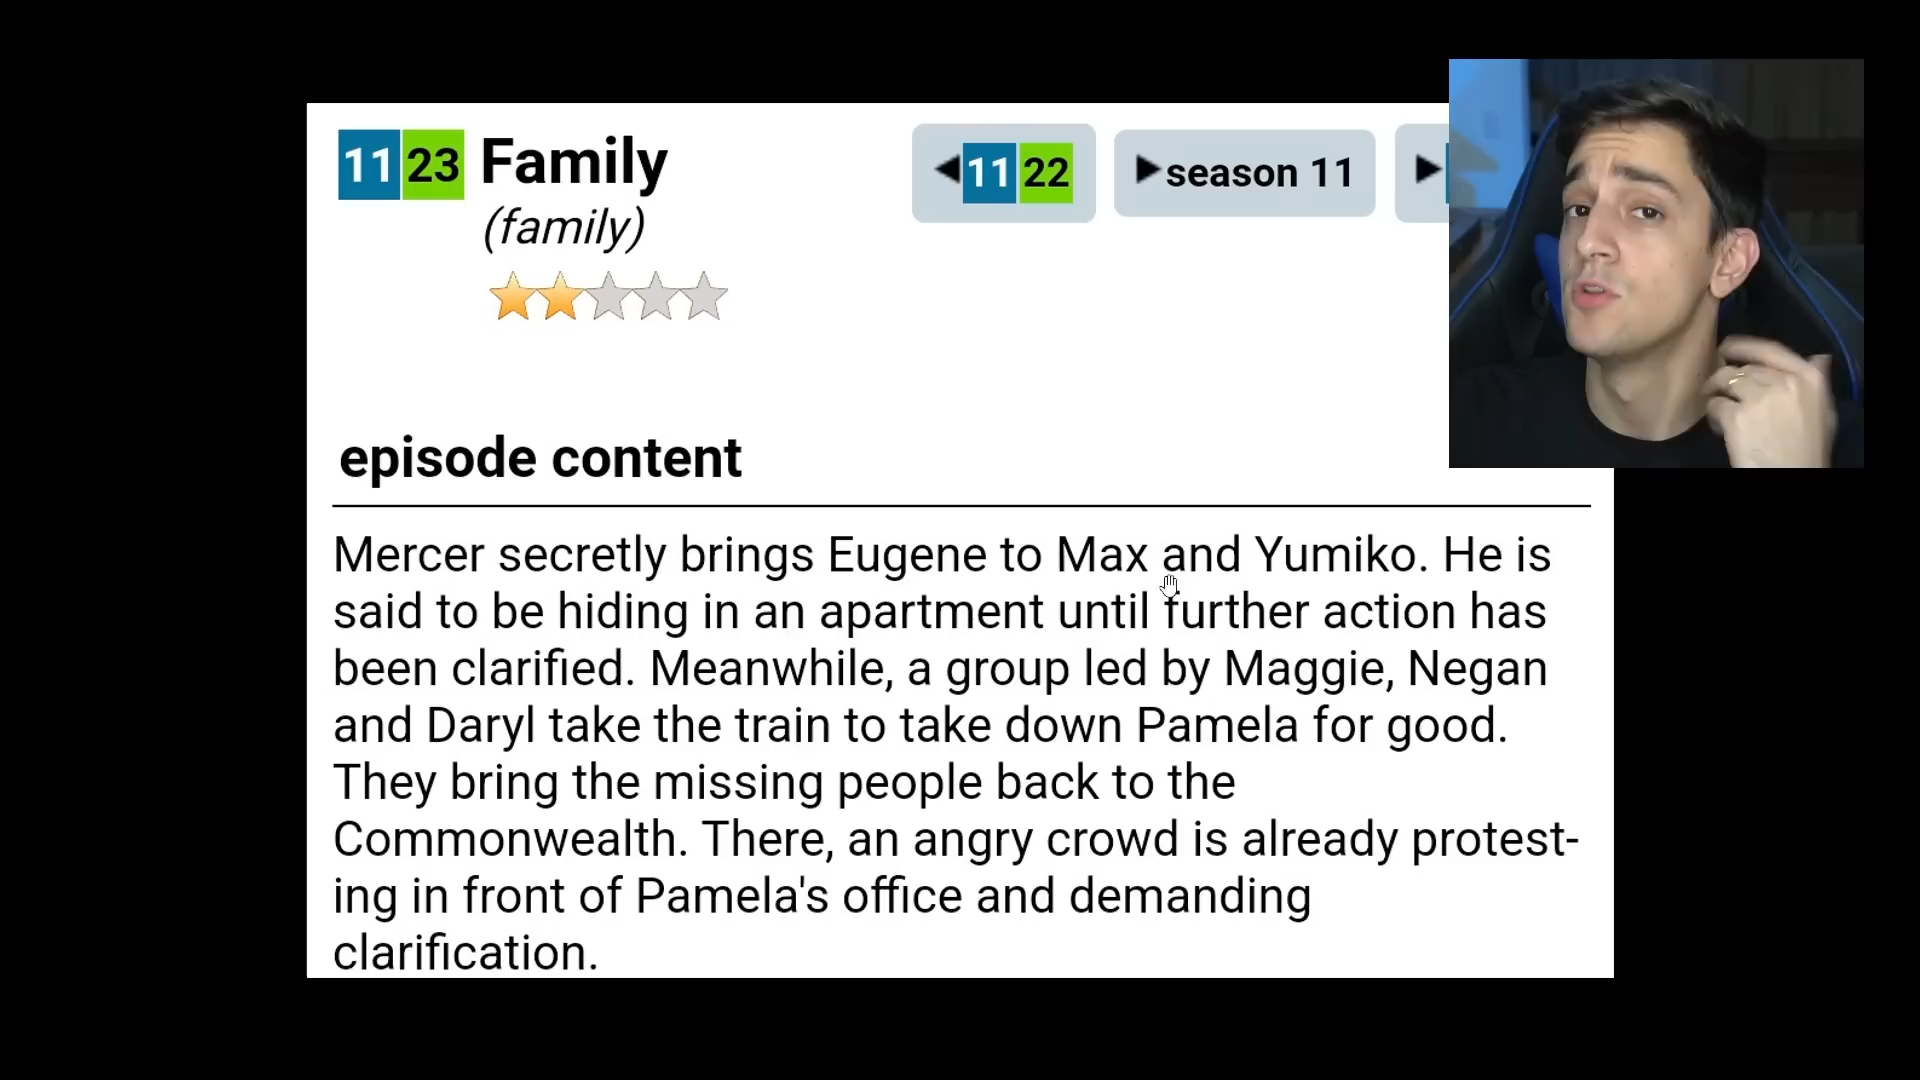 11 23 Family
(family)
11 22
season 11
episode content
Mercer secretly brings Eugene to Max and Yumiko. He is
said to be hiding in an apartment until further action has
been clarified. Meanwhile, a group led by Maggie, Negan
and Daryl take the train to take down Pamela for good.
They bring the missing people back to the
Commonwealth. There, an angry crowd is already protest-
ing in front of Pamela's office and demanding
clarification.